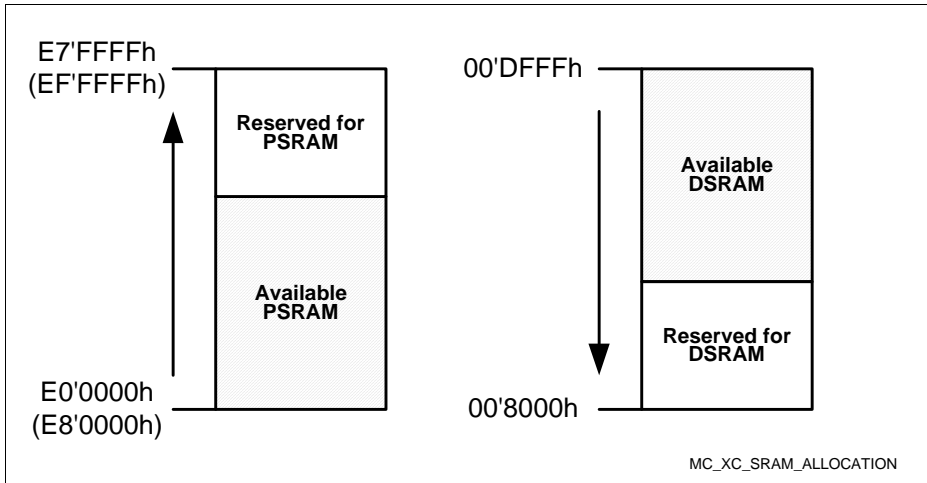 E7'FFFFh
(EF'FFFFh)
Reserved for
PSRAM
Available
PSRAM
E0'0000h
(E8'0000h)
00'DFFFh
Available
DSRAM
Reserved for
DSRAM
00'8000h
MC_XC_SRAM_ALLOCATION